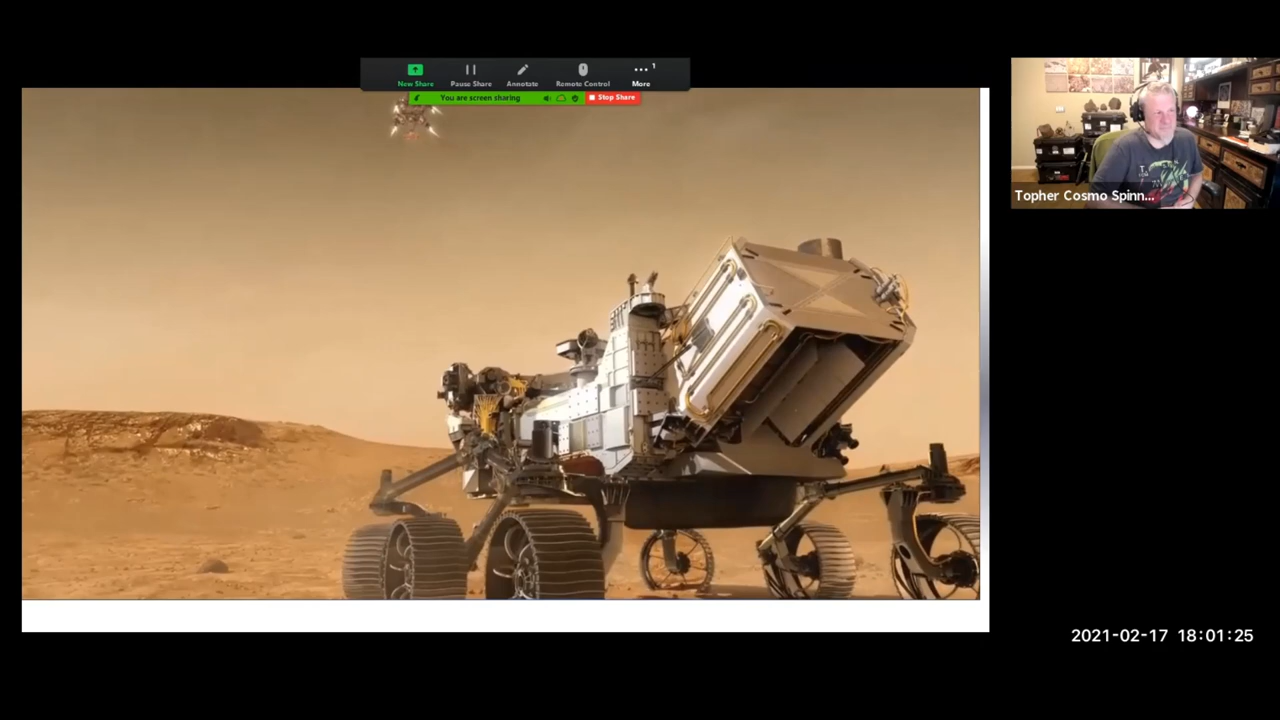 New Share Pause Share Annotate Remote Control More
1
You are screen sharing Stop Share
Topher Cosmo Spinn...
2021-02-17 18:01:25